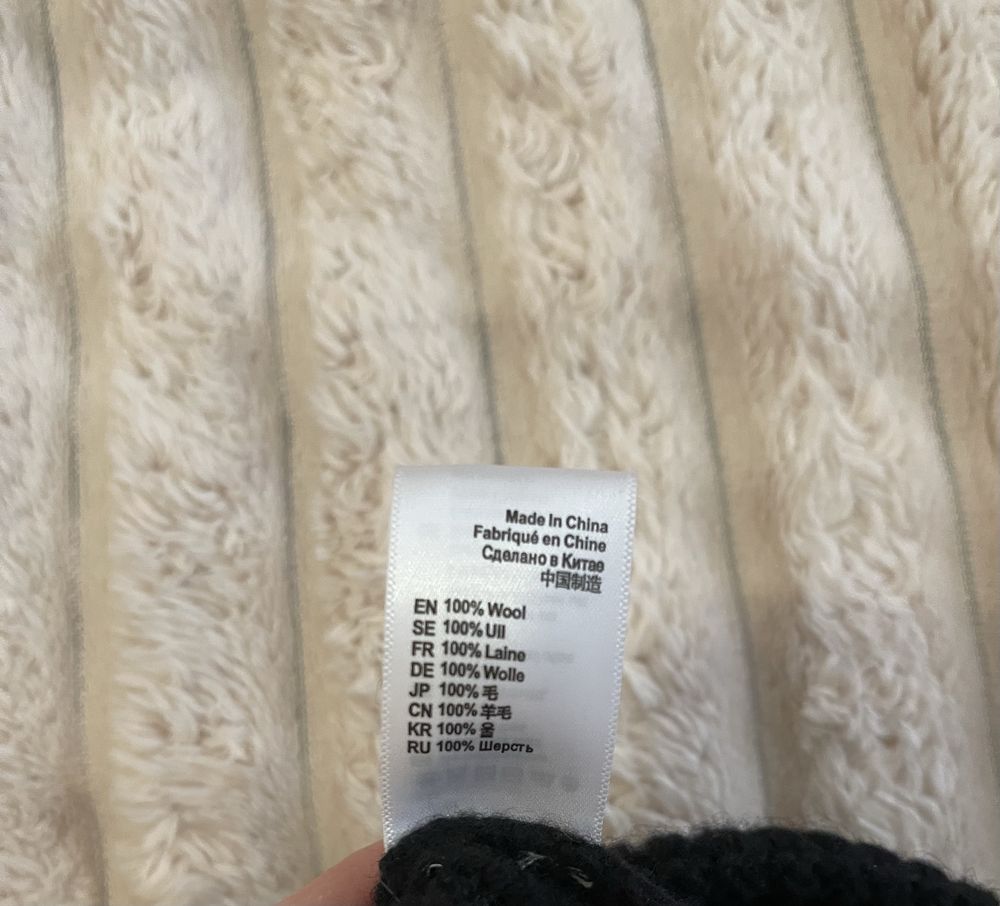 Made in China
Fabriqué en Chine
Сделано в Китае
中国制造
EN 100% Wool
SE 100% Ull
FR 100% Laine
DE 100% Wolle
JP 100% 毛
CN 100% 羊毛
KR 100% 울
RU 100% Шерсть